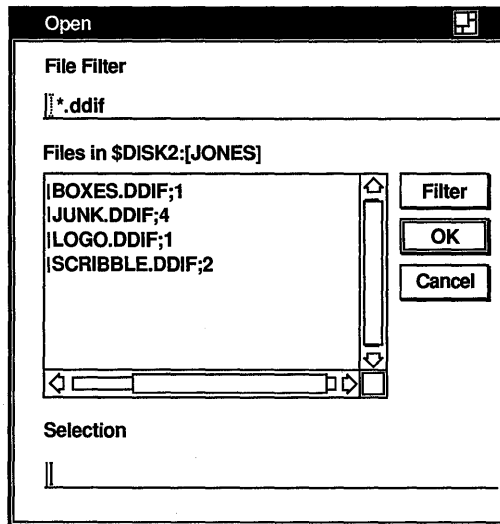 Open
File Filter
*.ddif
Files in $DISK2:[JONES]
BOXES.DDIF;1
JUNK.DDIF;4
LOGO.DDIF;1
SCRIBBLE.DDIF;2
Filter
OK
Cancel
Selection